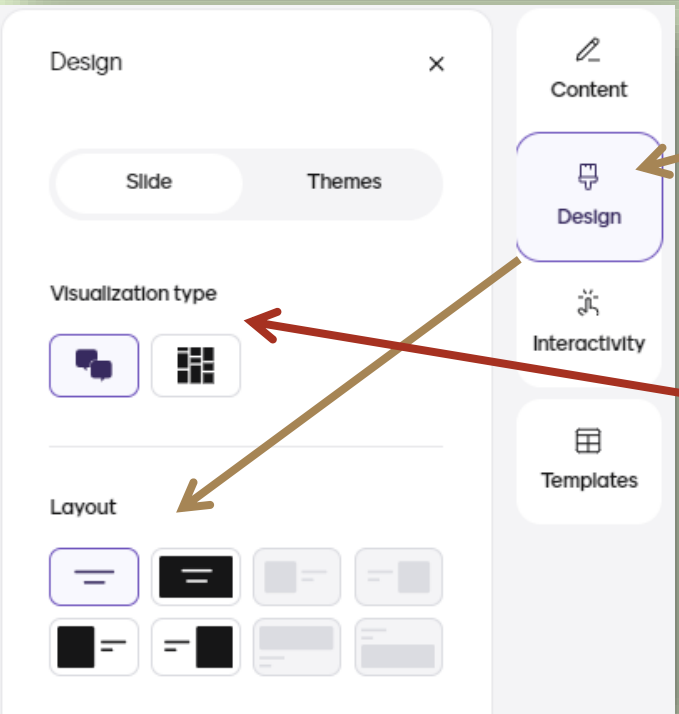 Design
Slide
Themes
Visualization type
Layout
Content
Design
Interactivity
Templates